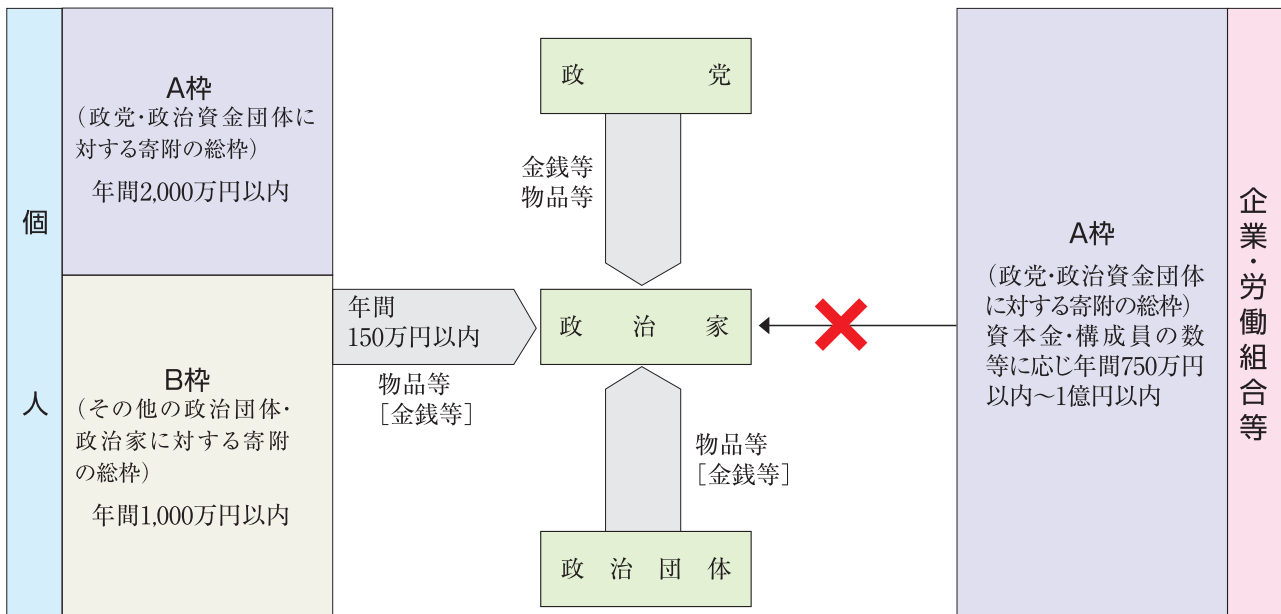 個人
A枠
(政党・政治資金団体に
対する寄附の総枠)
年間2,000万円以内
B枠
(その他の政治団体・
政治家に対する寄附
の総枠)
年間1,000万円以内
年間
150万円以内
物品等
[金銭等]
政党
金銭等
物品等
政治家
物品等
[金銭等]
政治団体
A枠
(政党・政治資金団体
に対する寄附の総枠)
資本金・構成員の数
等に応じ年間750万円
以内〜1億円以内
企業・労働組合等